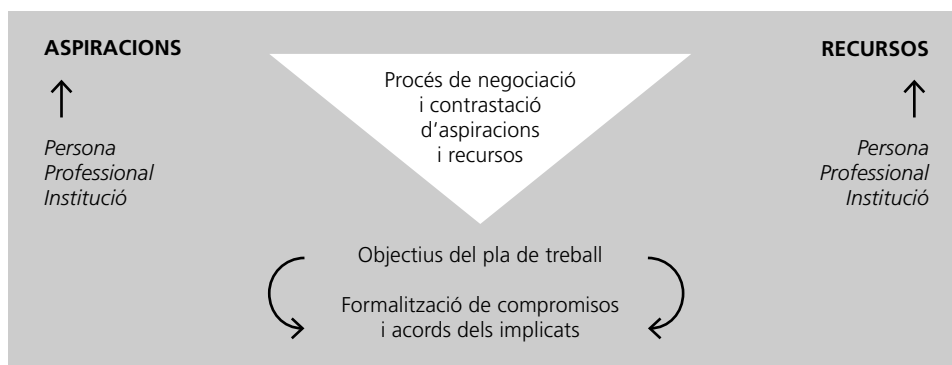 ASPIRACIONS
Persona
Professional
Institució
Procés de negociació
i contrastació
d‘aspiracions
i recursos
RECURSOS
Persona
Professional
Institució
Objectius del pla de treball
Formalització de compromisos
i acords dels implicats